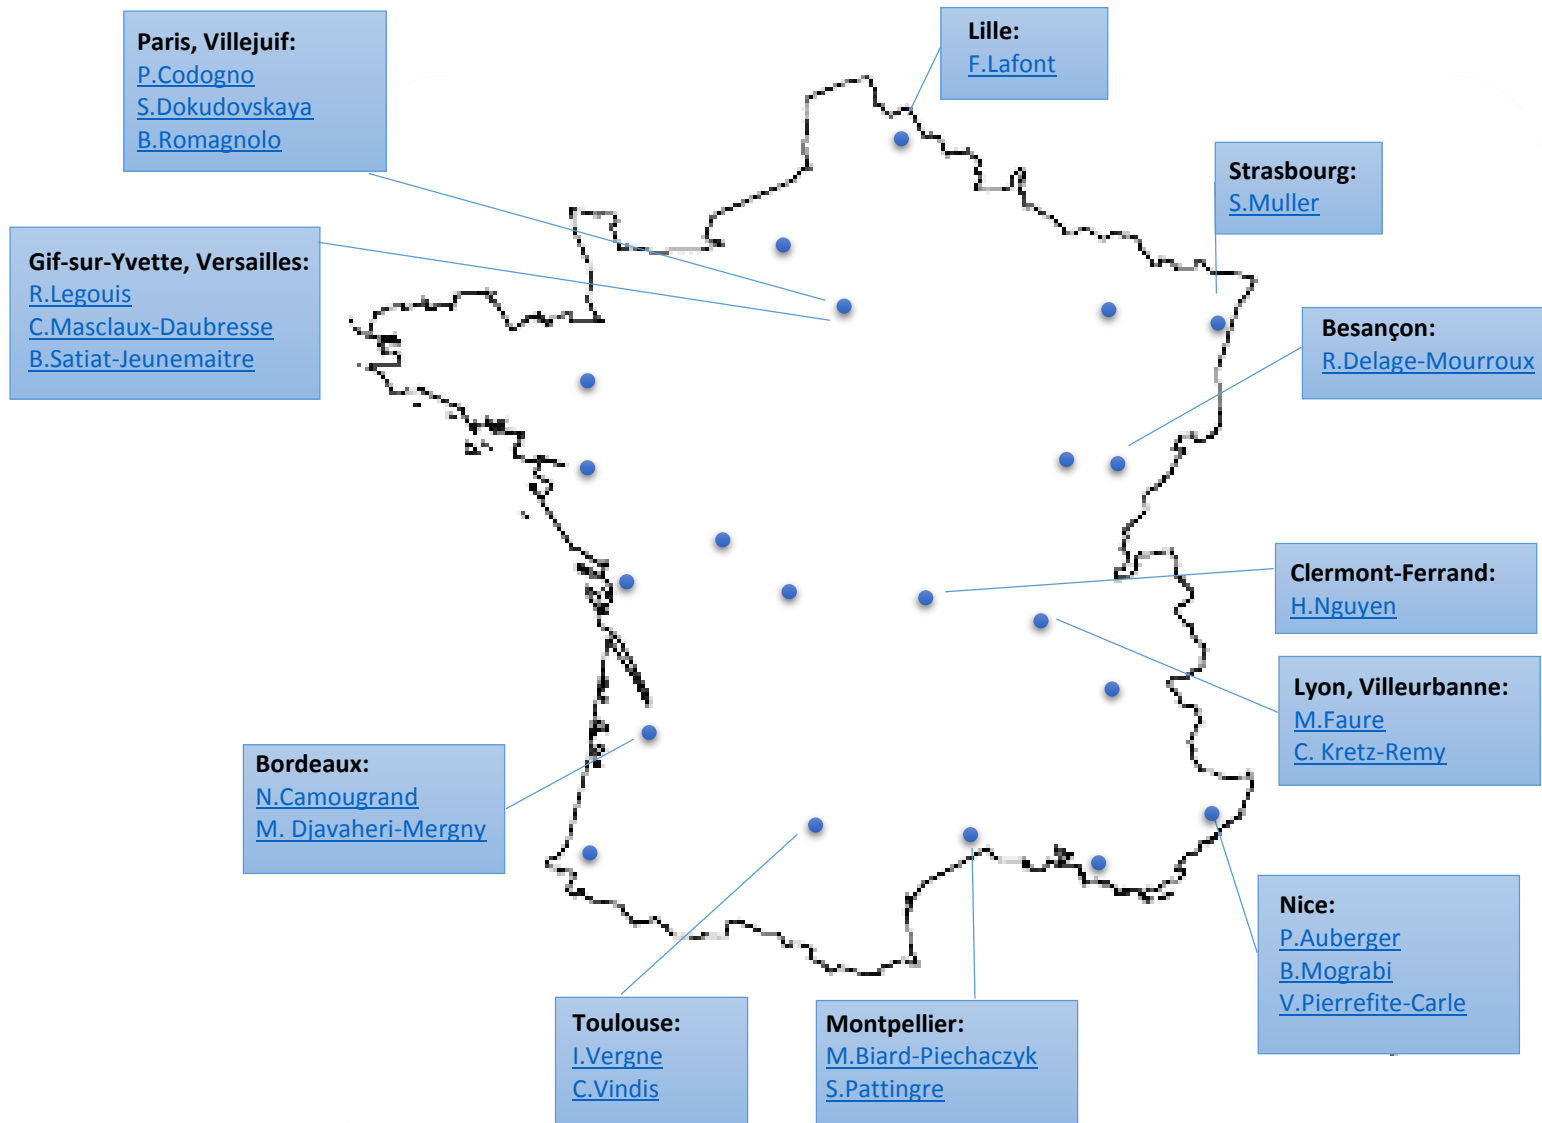 Paris, Villejuif:
P.Codogno
S.Dokudovskaya
B.Romagnolo
Lille:
F.Lafont
Strasbourg:
S.Muller
Gif-sur-Yvette, Versailles:
R.Legouis
C.Masclaux-Daubresse
B.Satiat-Jeunemaitre
Besançon:
R.Delage-Mourroux
Clermont-Ferrand:
H.Nguyen
Lyon, Villeurbanne:
M.Faure
C. Kretz-Remy
Bordeaux:
N.Camougrand
M. Djavaheri-Mergny
Nice:
P.Auberger
B.Mograbi
V.Pierrefite-Carle
Toulouse:
I.Vergne
C.Vindis
Montpellier:
M.Biard-Piechaczyk
S.Pattingre